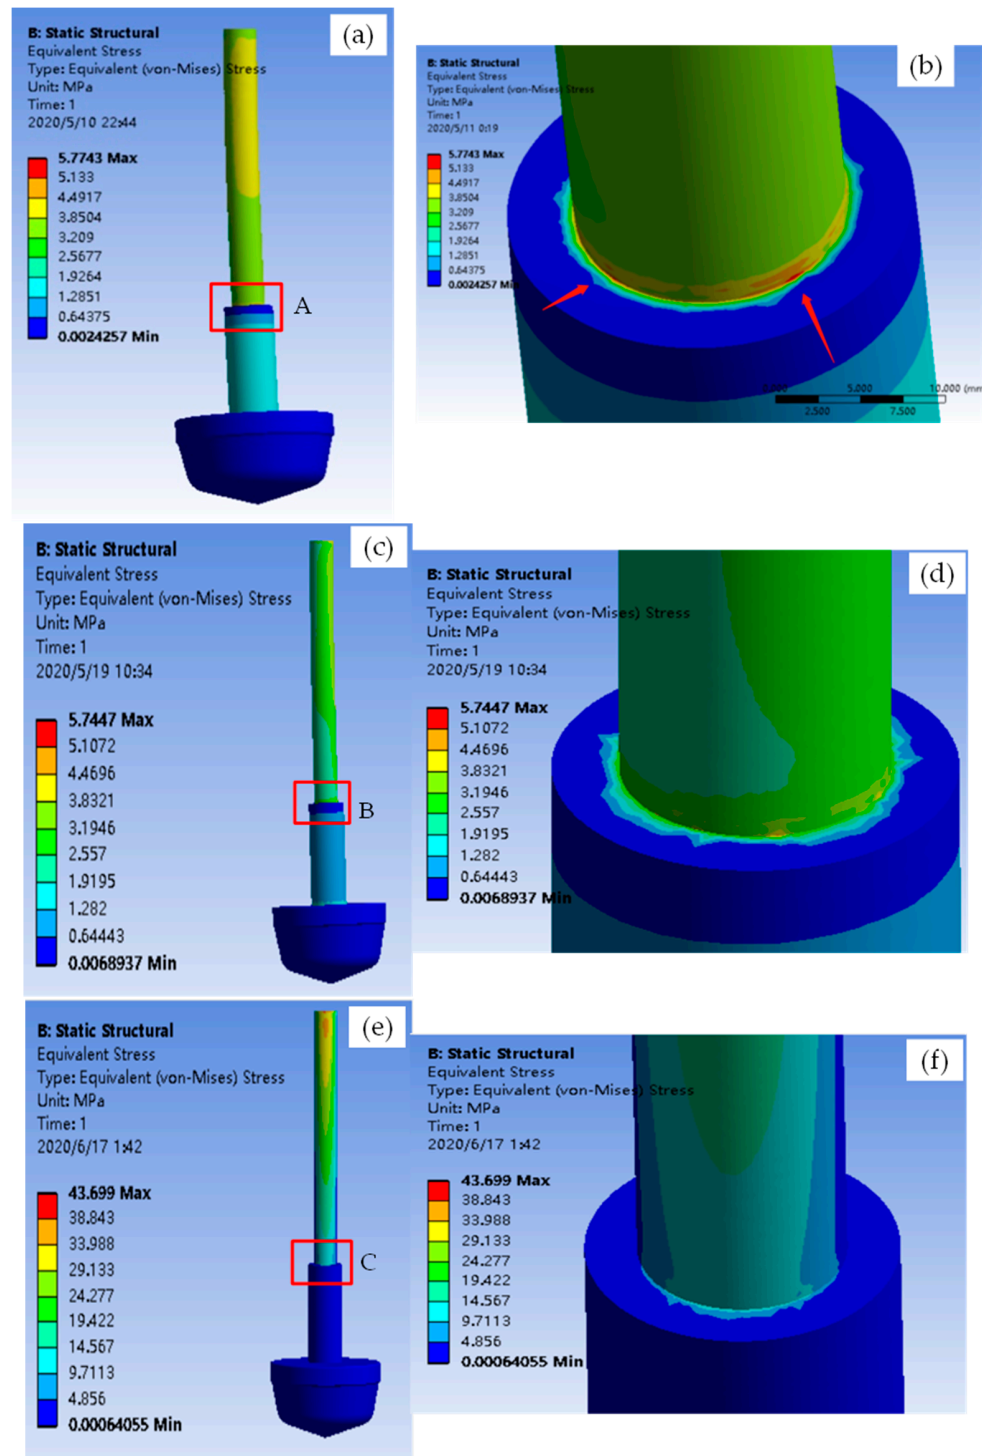 B: Static Structural
Equivalent Stress
Type: Equivalent (von-Mises) Stress
Unit: MPa
Time: 1
2020/5/10 22:44
(a)
5.7743 Max
5.133
4.4917
3.8504
3.209
2.5677
1.9264
1.2851
0.64375
0.0024257 Min
A
B: Static Structural
Equivalent Stress
Type: Equivalent (von-Mises) Stress
Unit: MPa
Time: 1
2020/5/11 0:19
(b)
5.7743 Max
5.133
4.4917
3.8504
3.209
2.5677
1.9264
1.2851
0.64375
0.0024257 Min
0.000 5.000 10.000 (mm
2.500 7.500
B: Static Structural
Equivalent Stress
Type: Equivalent (von-Mises) Stress
Unit: MPa
Time: 1
2020/5/19 10:34
(c)
5.7447 Max
5.1072
4.4696
3.8321
3.1946
2.557
1.9195
1.282
0.64443
0.0068937 Min
B
B: Static Structural
Equivalent Stress
Type: Equivalent (von-Mises) Stress
Unit: MPa
Time: 1
2020/5/19 10:34
(d)
5.7447 Max
5.1072
4.4696
3.8321
3.1946
2.557
1.9195
1.282
0.64443
0.0068937 Min
B: Static Structural
Equivalent Stress
Type: Equivalent (von-Mises) Stress
Unit: MPa
Time: 1
2020/6/17 1:42
(e)
43.699 Max
38.843
33.988
29.133
24.277
19.422
14.567
9.7113
4.856
0.00064055 Min
C
B: Static Structural
Equivalent Stress
Type: Equivalent (von-Mises) Stress
Unit: MPa
Time: 1
2020/6/17 1:42
(f)
43.699 Max
38.843
33.988
29.133
24.277
19.422
14.567
9.7113
4.856
0.00064055 Min